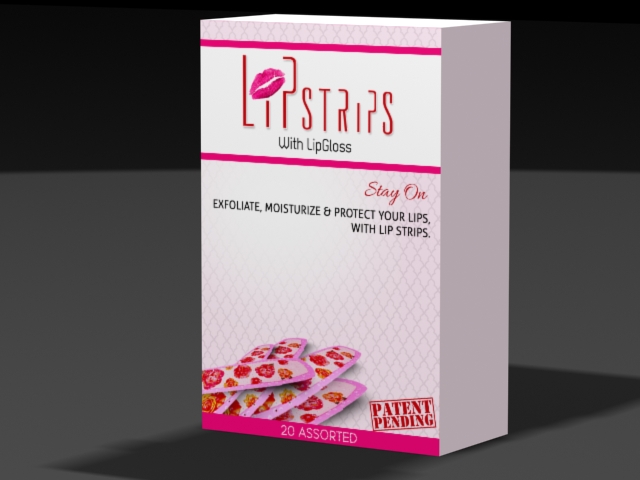 LIPSTRIPS
With LipGloss
Stay On
EXFOLIATE, MOISTURIZE & PROTECT YOUR LIPS,
WITH LIP STRIPS.
PATENT
PENDING
20 ASSORTED